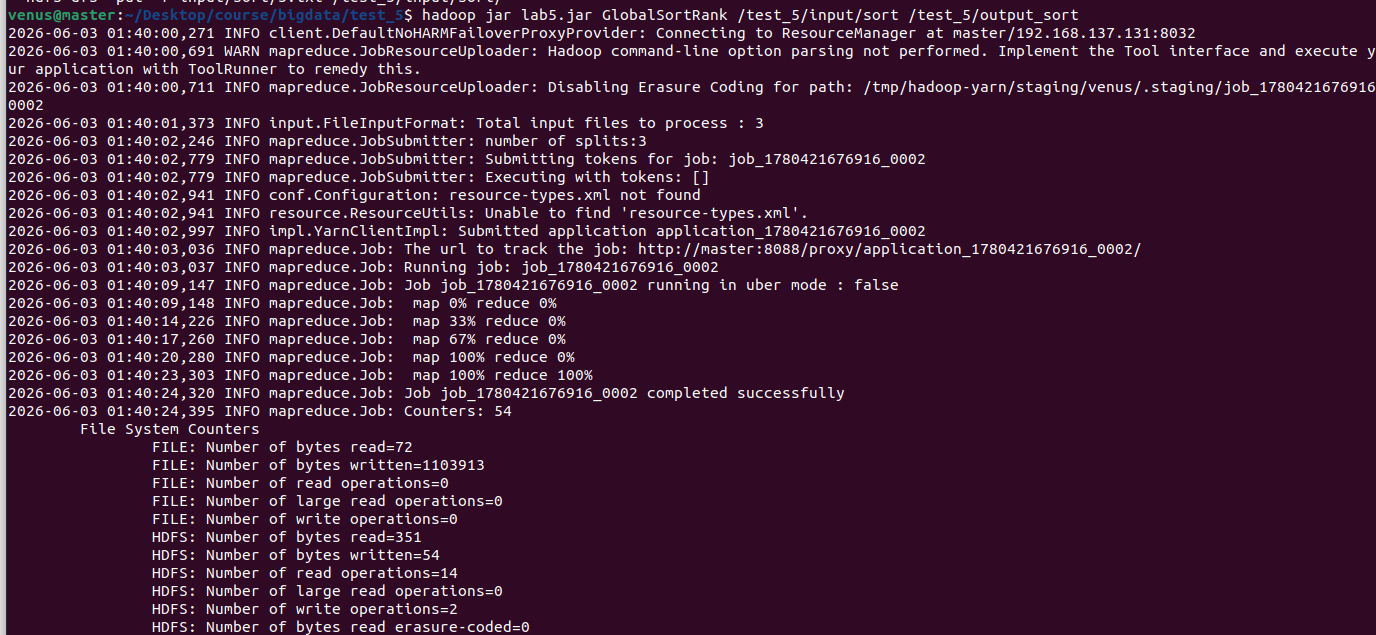 venus@master:~/Desktop/course/bigdata/test_5$ hadoop jar lab5.jar GlobalSortRank /test_5/input/sort /test_5/output_sort
2026-06-03 01:40:00,271 INFO client.DefaultNoHARMFailoverProxyProvider: Connecting to ResourceManager at master/192.168.137.131:8032
2026-06-03 01:40:00,691 WARN mapreduce.JobResourceUploader: Hadoop command-line option parsing not performed. Implement the Tool interface and execute yo
ur application with ToolRunner to remedy this.
2026-06-03 01:40:00,711 INFO mapreduce.JobResourceUploader: Disabling Erasure Coding for path: /tmp/hadoop-yarn/staging/venus/.staging/job_1780421676916_
0002
2026-06-03 01:40:01,373 INFO input.FileInputFormat: Total input files to process : 3
2026-06-03 01:40:02,246 INFO mapreduce.JobSubmitter: number of splits:3
2026-06-03 01:40:02,779 INFO mapreduce.JobSubmitter: Submitting tokens for job: job_1780421676916_0002
2026-06-03 01:40:02,779 INFO mapreduce.JobSubmitter: Executing with tokens: []
2026-06-03 01:40:02,941 INFO conf.Configuration: resource-types.xml not found
2026-06-03 01:40:02,941 INFO resource.ResourceUtils: Unable to find 'resource-types.xml'.
2026-06-03 01:40:02,997 INFO impl.YarnClientImpl: Submitted application application_1780421676916_0002
2026-06-03 01:40:03,036 INFO mapreduce.Job: The url to track the job: http://master:8088/proxy/application_1780421676916_0002/
2026-06-03 01:40:03,037 INFO mapreduce.Job: Running job: job_1780421676916_0002
2026-06-03 01:40:09,147 INFO mapreduce.Job: Job job_1780421676916_0002 running in uber mode : false
2026-06-03 01:40:09,148 INFO mapreduce.Job:  map 0% reduce 0%
2026-06-03 01:40:14,226 INFO mapreduce.Job:  map 33% reduce 0%
2026-06-03 01:40:17,260 INFO mapreduce.Job:  map 67% reduce 0%
2026-06-03 01:40:20,280 INFO mapreduce.Job:  map 100% reduce 0%
2026-06-03 01:40:23,303 INFO mapreduce.Job:  map 100% reduce 100%
2026-06-03 01:40:24,320 INFO mapreduce.Job: Job job_1780421676916_0002 completed successfully
2026-06-03 01:40:24,395 INFO mapreduce.Job: Counters: 54
File System Counters
FILE: Number of bytes read=72
FILE: Number of bytes written=1103913
FILE: Number of read operations=0
FILE: Number of large read operations=0
FILE: Number of write operations=0
HDFS: Number of bytes read=351
HDFS: Number of bytes written=54
HDFS: Number of read operations=14
HDFS: Number of large read operations=0
HDFS: Number of write operations=2
HDFS: Number of bytes read erasure-coded=0